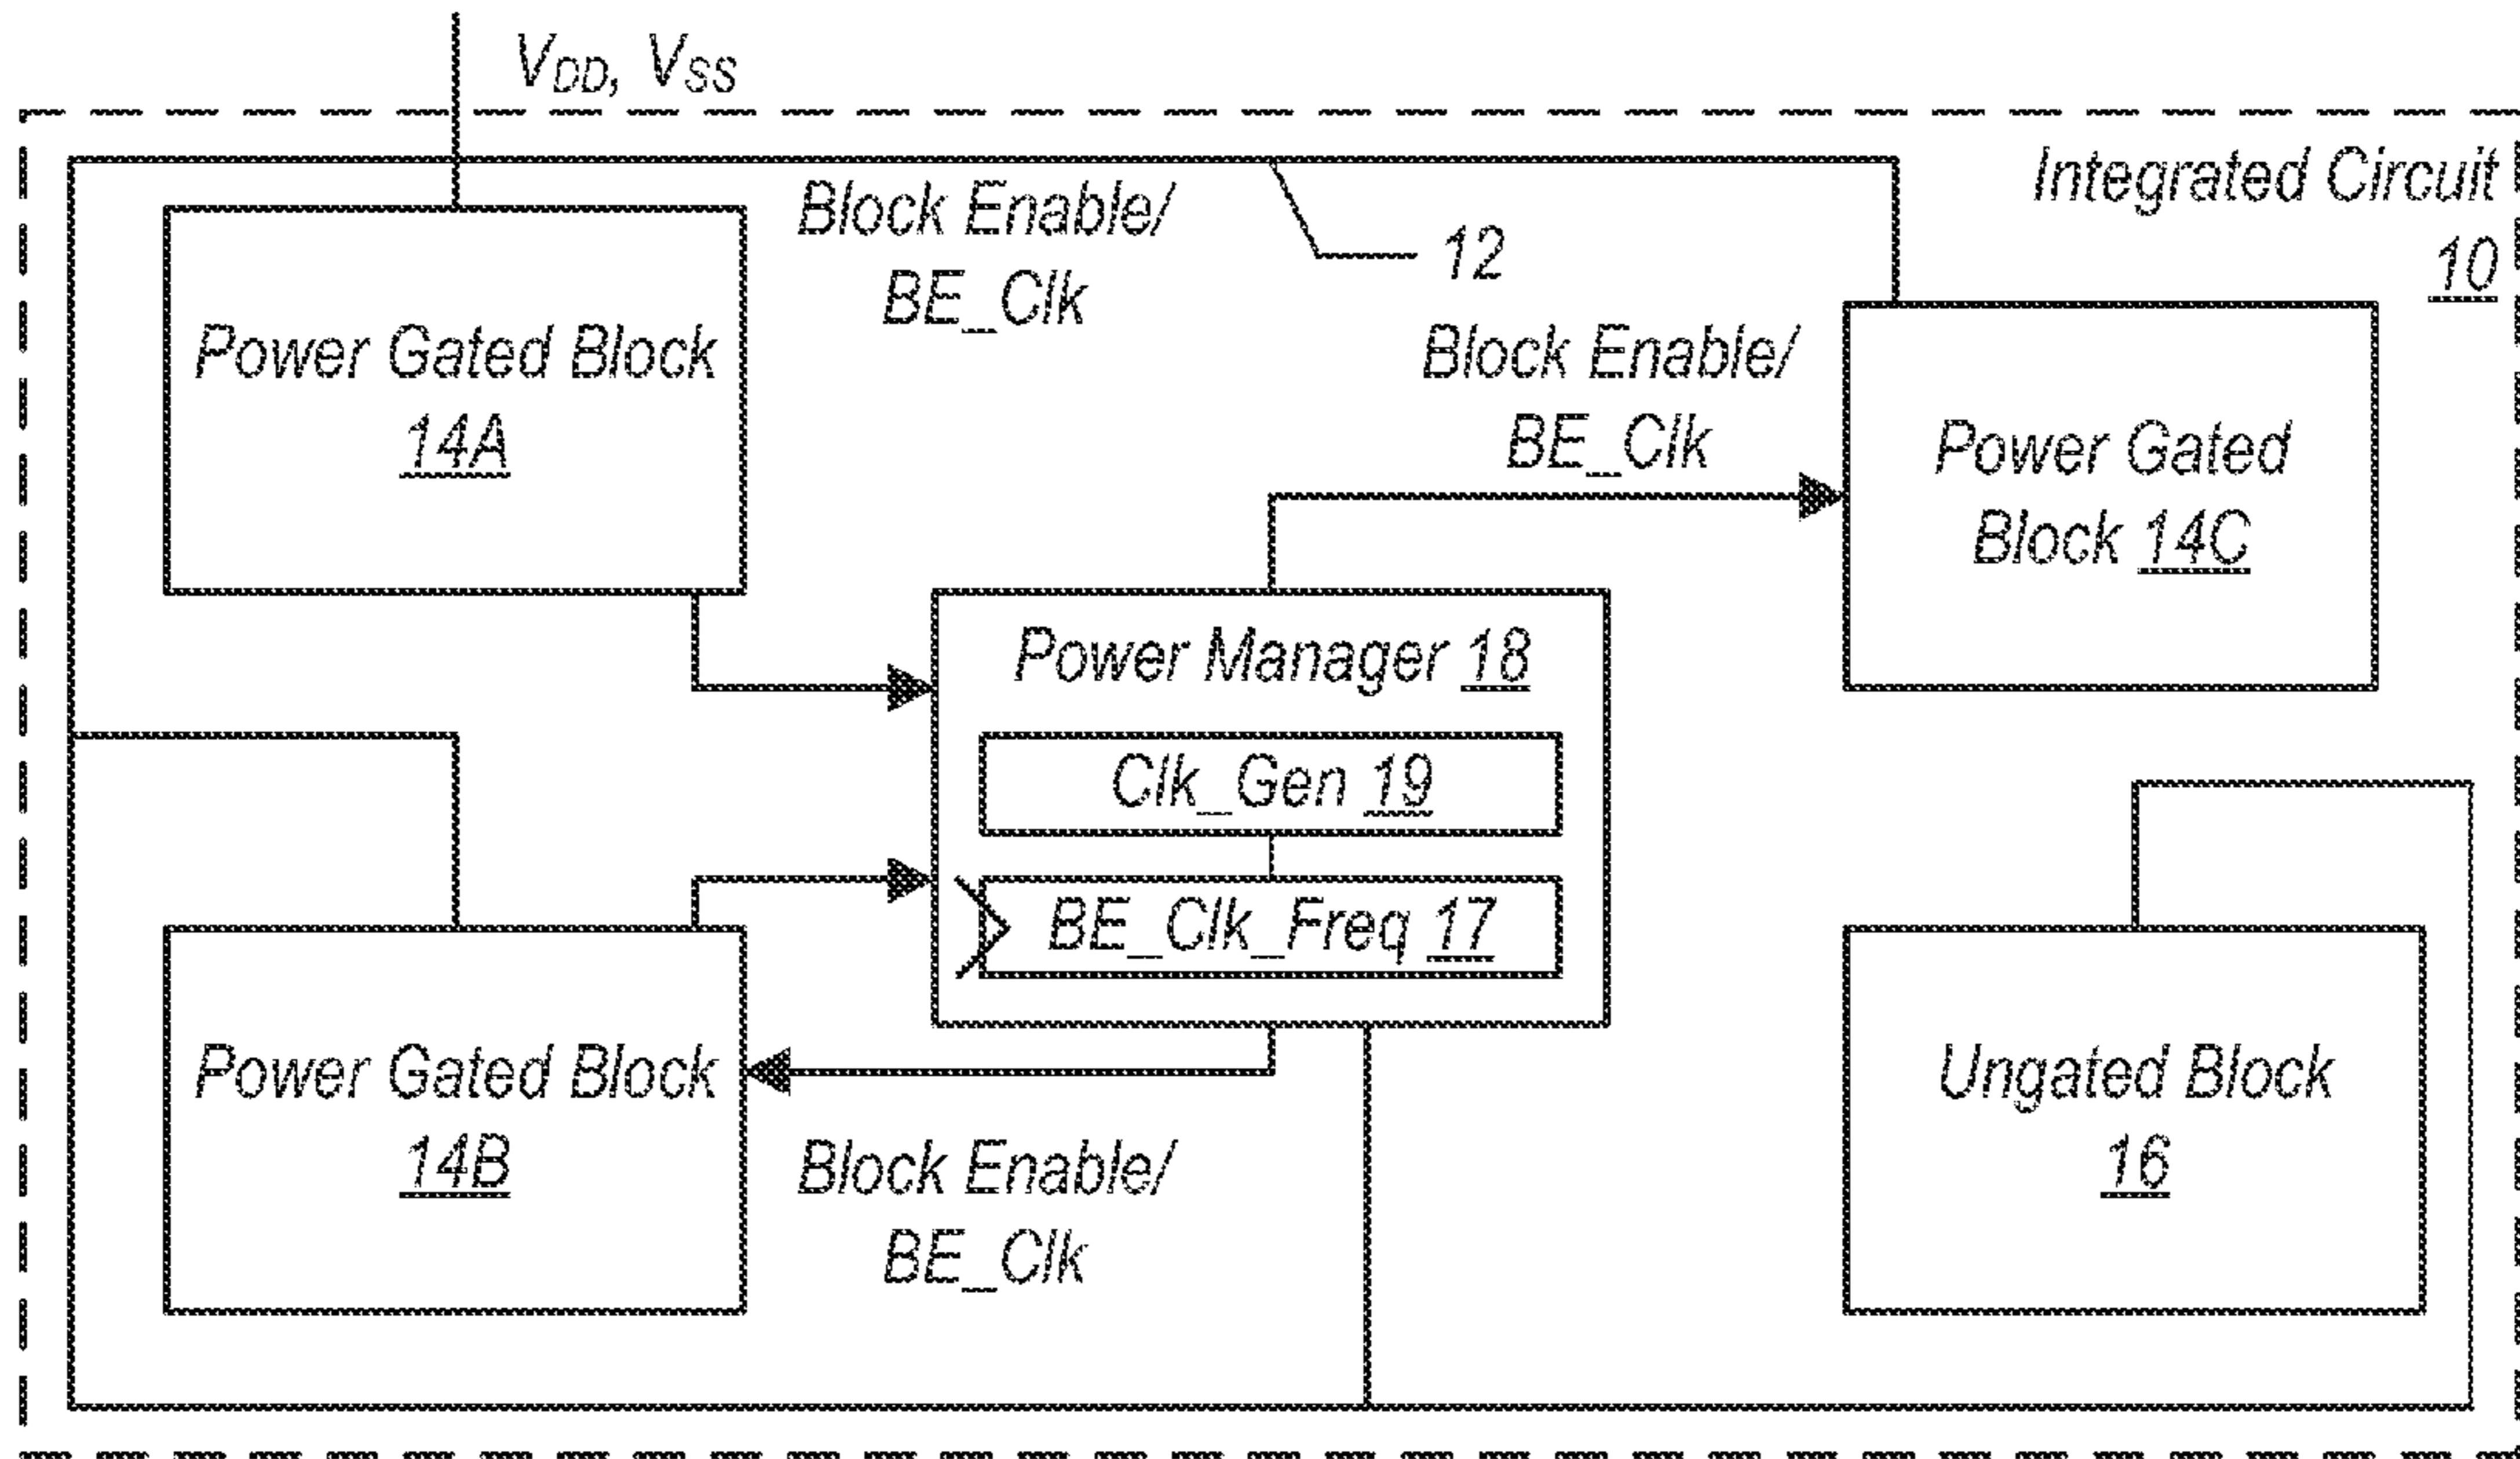 VDD, VSS
Integrated Circuit
10
Block Enable/
BE_Clk
12
Power Gated Block
14A
Block Enable/
BE_Clk
Power Gated
Block 14C
Power Manager 18
Clk_Gen 19
BE_Clk_Freq 17
Power Gated Block
14B
Block Enable/
BE_Clk
Ungated Block
16